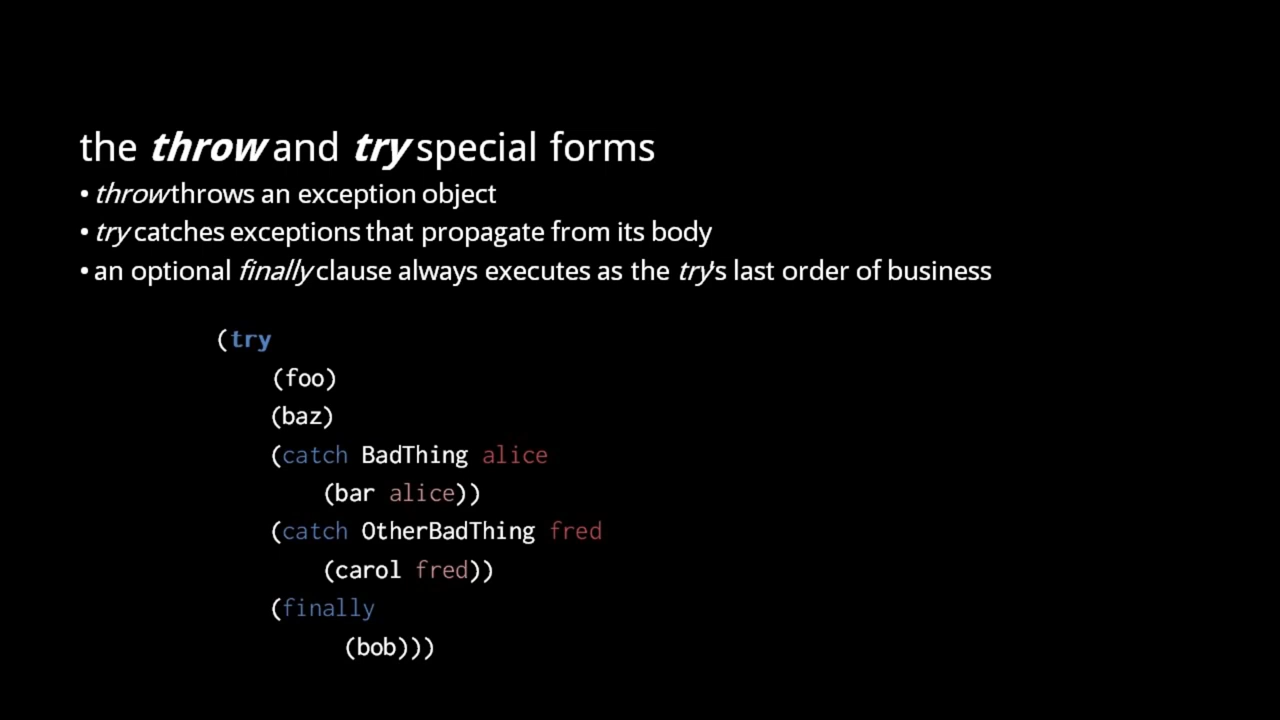 the throw and try special forms
• throw throws an exception object
• try catches exceptions that propagate from its body
• an optional finally clause always executes as the try's last order of business
(try
(foo)
(baz)
(catch BadThing alice
(bar alice))
(catch OtherBadThing fred
(carol fred))
(finally
(bob)))